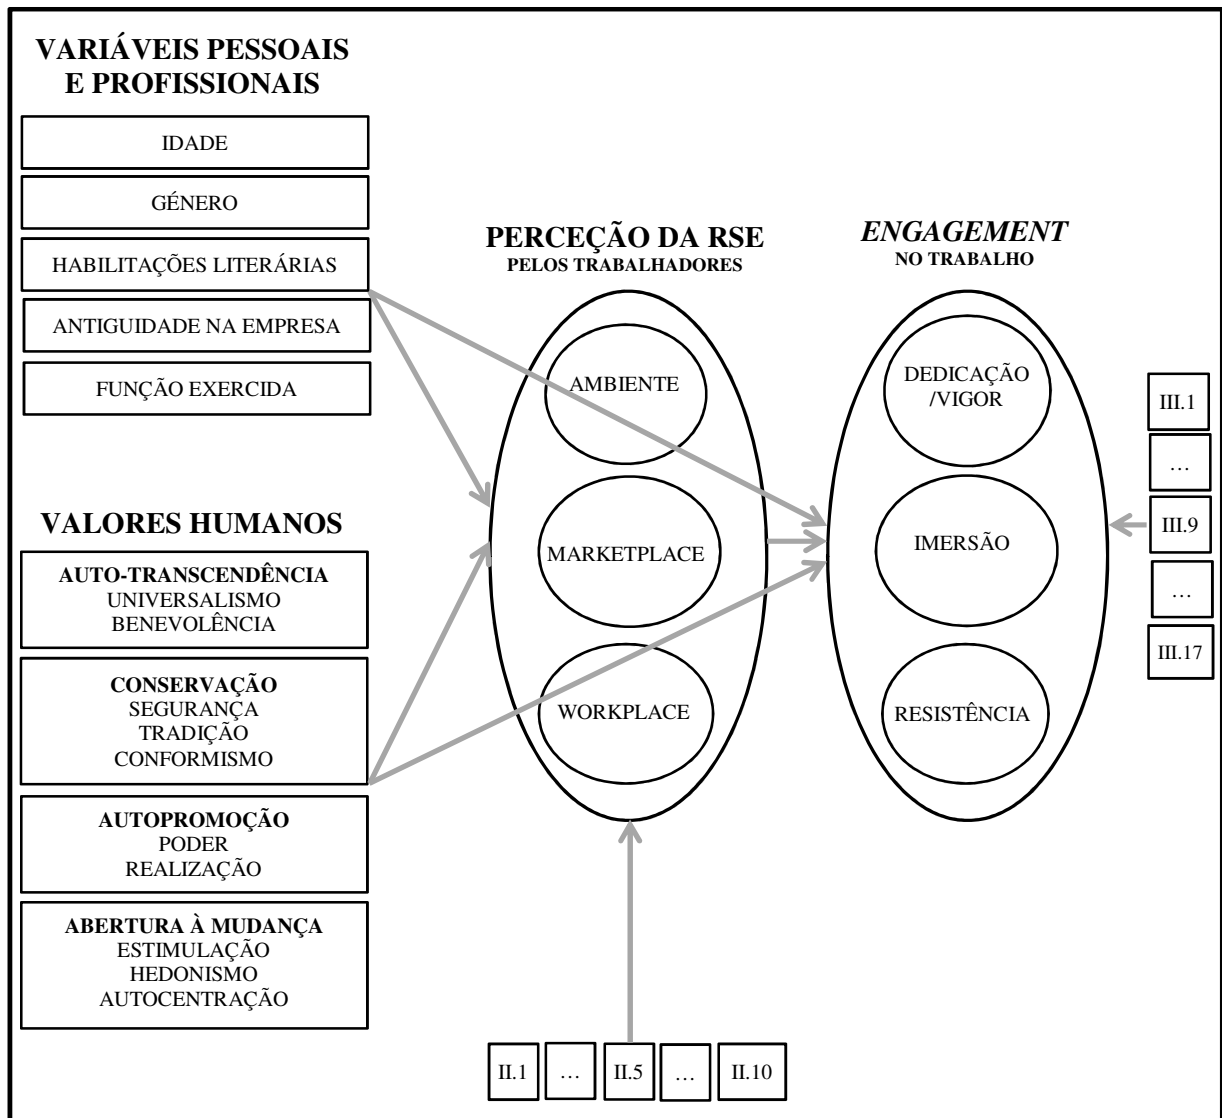 VARIÁVEIS PESSOAIS
E PROFISSIONAIS
IDADE
GÉNERO
HABILITAÇÕES LITERÁRIAS
ANTIGUIDADE NA EMPRESA
FUNÇÃO EXERCIDA
VALORES HUMANOS
AUTO-TRANSCENDÊNCIA
UNIVERSALISMO
BENEVOLÊNCIA
CONSERVAÇÃO
SEGURANÇA
TRADIÇÃO
CONFORMISMO
AUTOPROMOÇÃO
PODER
REALIZAÇÃO
ABERTURA À MUDANÇA
ESTIMULAÇÃO
HEDONISMO
AUTOCENTRAÇÃO
PERCEÇÃO DA RSE
PELOS TRABALHADORES
AMBIENTE
MARKETPLACE
WORKPLACE
II.1
…
II.5
…
II.10
ENGAGEMENT
NO TRABALHO
DEDICAÇÃO
/VIGOR
IMERSÃO
RESISTÊNCIA
III.1
…
III.9
…
III.17